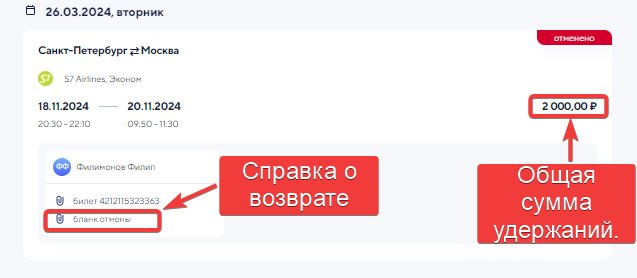 26.03.2024, вторник
отменено
Санкт-Петербург ⇄ Москва
S7 S7 Airlines, Эконом
18.11.2024 — 20.11.2024
2 000,00 ₽
20:30 - 22:10 09:50 - 11:30
ФФ Филимонов Филип
билет 4212115323363
бланк отмены
Справка о
возврате
Общая
сумма
удержаний.